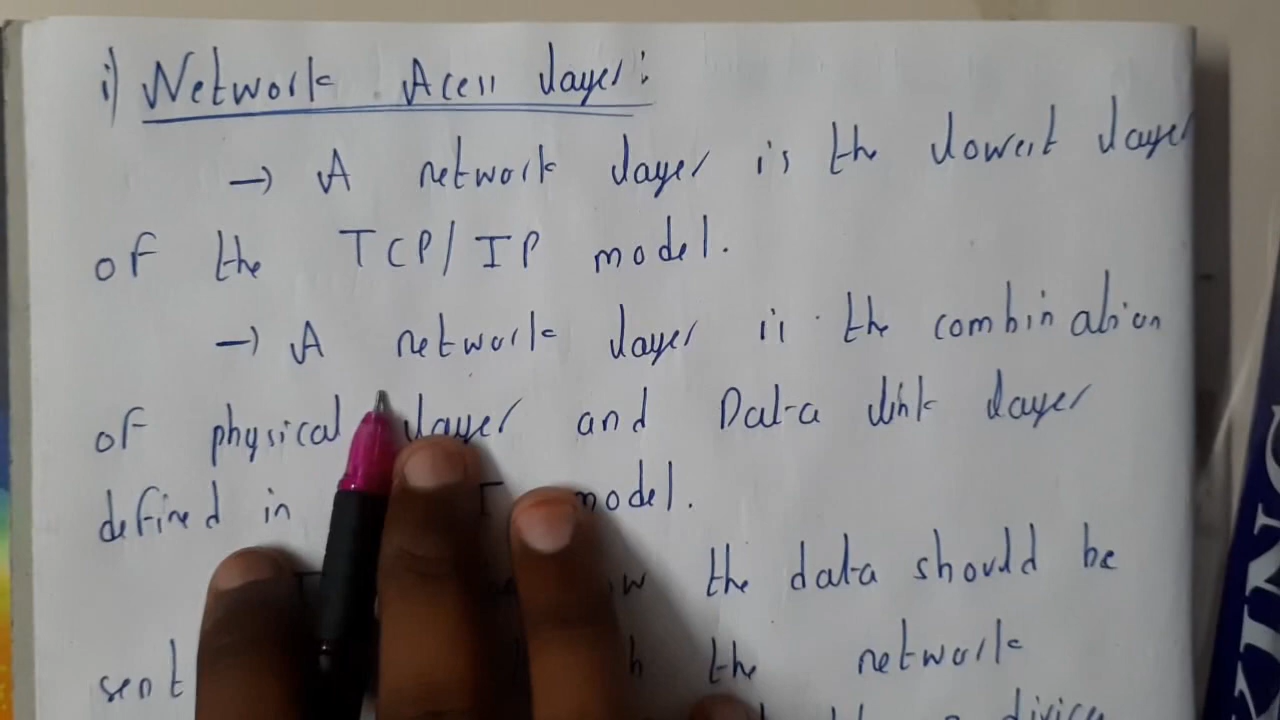 i) Network Acess layer:
→ A network layer is the lowest layer
of the TCP/IP model.
→ A network layer is the combination
of physical layer and Data link layer
defined in model.
the data should be
sent the network